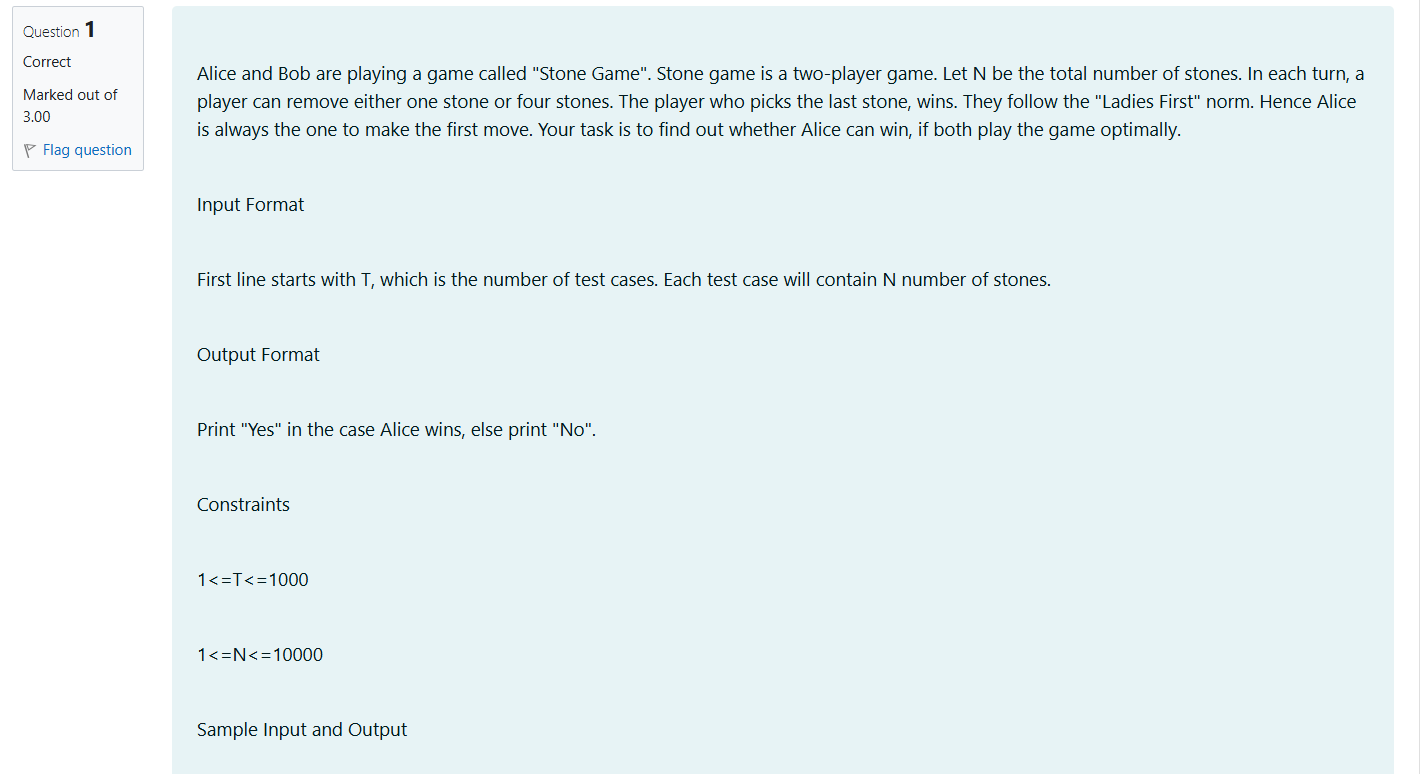 Question 1
Correct
Marked out of
3.00
Flag question
Alice and Bob are playing a game called "Stone Game". Stone game is a two-player game. Let N be the total number of stones. In each turn, a
player can remove either one stone or four stones. The player who picks the last stone, wins. They follow the "Ladies First" norm. Hence Alice
is always the one to make the first move. Your task is to find out whether Alice can win, if both play the game optimally.
Input Format
First line starts with T, which is the number of test cases. Each test case will contain N number of stones.
Output Format
Print "Yes" in the case Alice wins, else print "No".
Constraints
1<=T<=1000
1<=N<=10000
Sample Input and Output